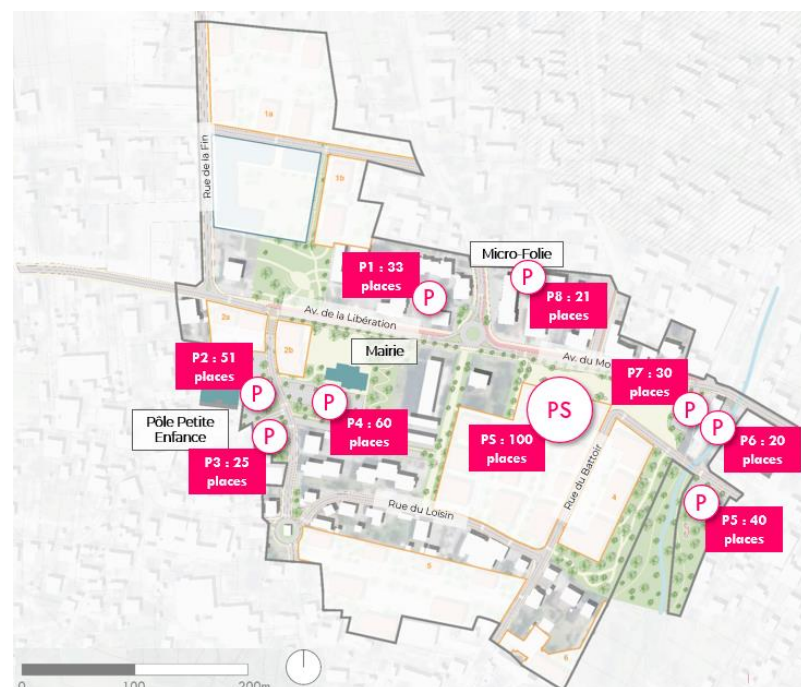 1a
Rue de la Fin
1b
Micro-Folie
P1 : 33
places
P
P
P8 : 21
places
Av. de la Libération
2a
2b
Mairie
Av. du Mo
P2 : 51
places
P
P7 : 30
places
P
P
P4 : 60
places
PS
PS : 100
places
P
P6 : 20
places
Pôle Petite
Enfance
P
P3 : 25
places
Rue du Battoir
4
P
P5 : 40
places
Rue du Loisin
5
6
0
100
200m